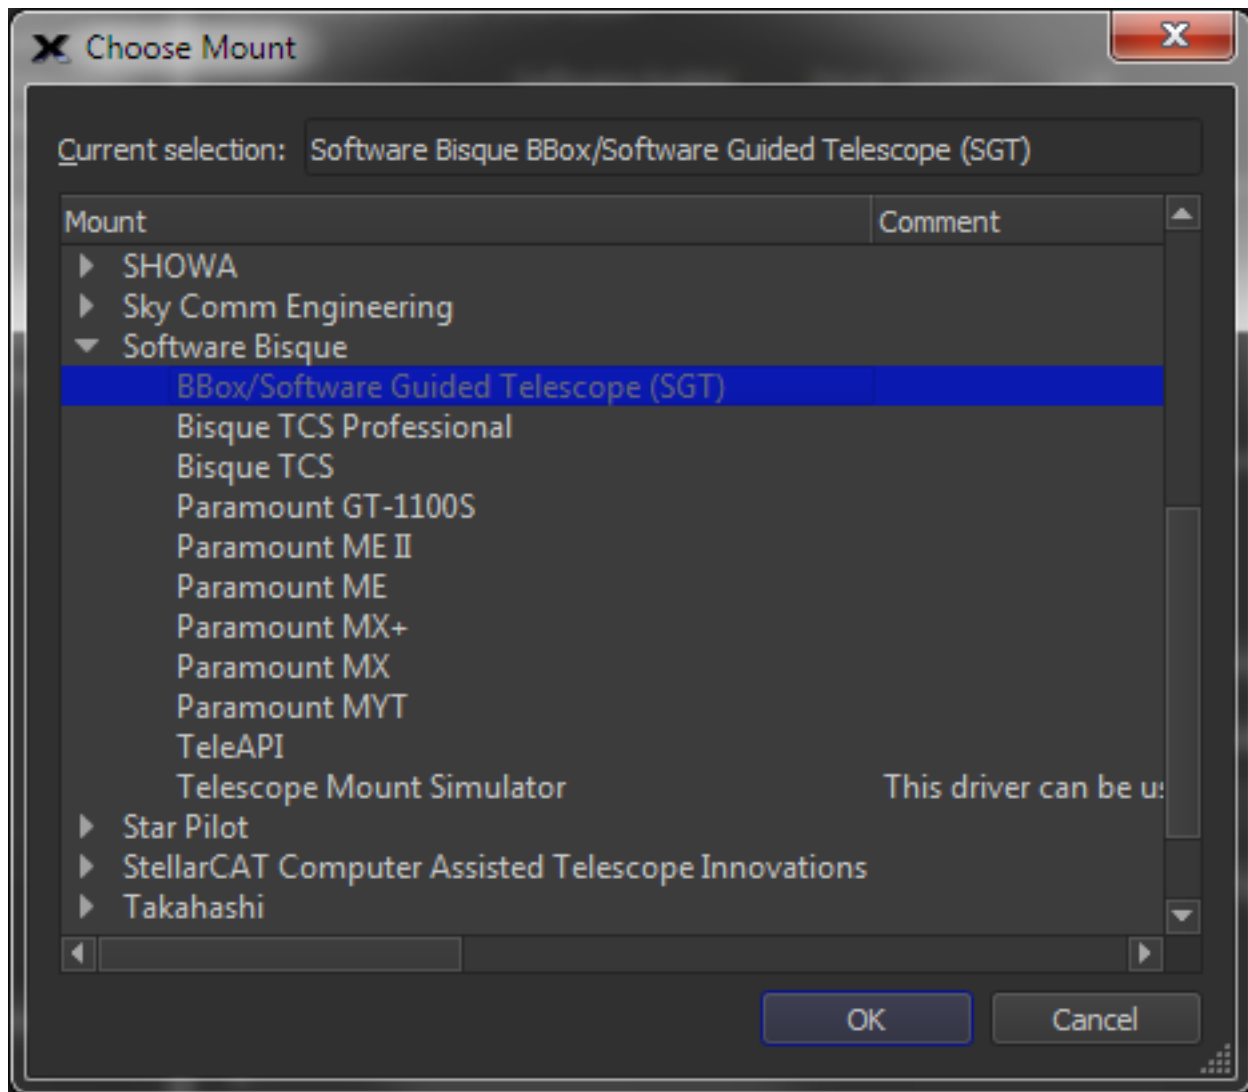 Choose Mount
Current selection: Software Bisque BBox/Software Guided Telescope (SGT)
Mount Comment
SHOWA
Sky Comm Engineering
Software Bisque
BBox/Software Guided Telescope (SGT)
Bisque TCS Professional
Bisque TCS
Paramount GT-1100S
Paramount ME II
Paramount ME
Paramount MX+
Paramount MX
Paramount MYT
TeleAPI
Telescope Mount Simulator This driver can be
Star Pilot
StellarCAT Computer Assisted Telescope Innovations
Takahashi
OK Cancel